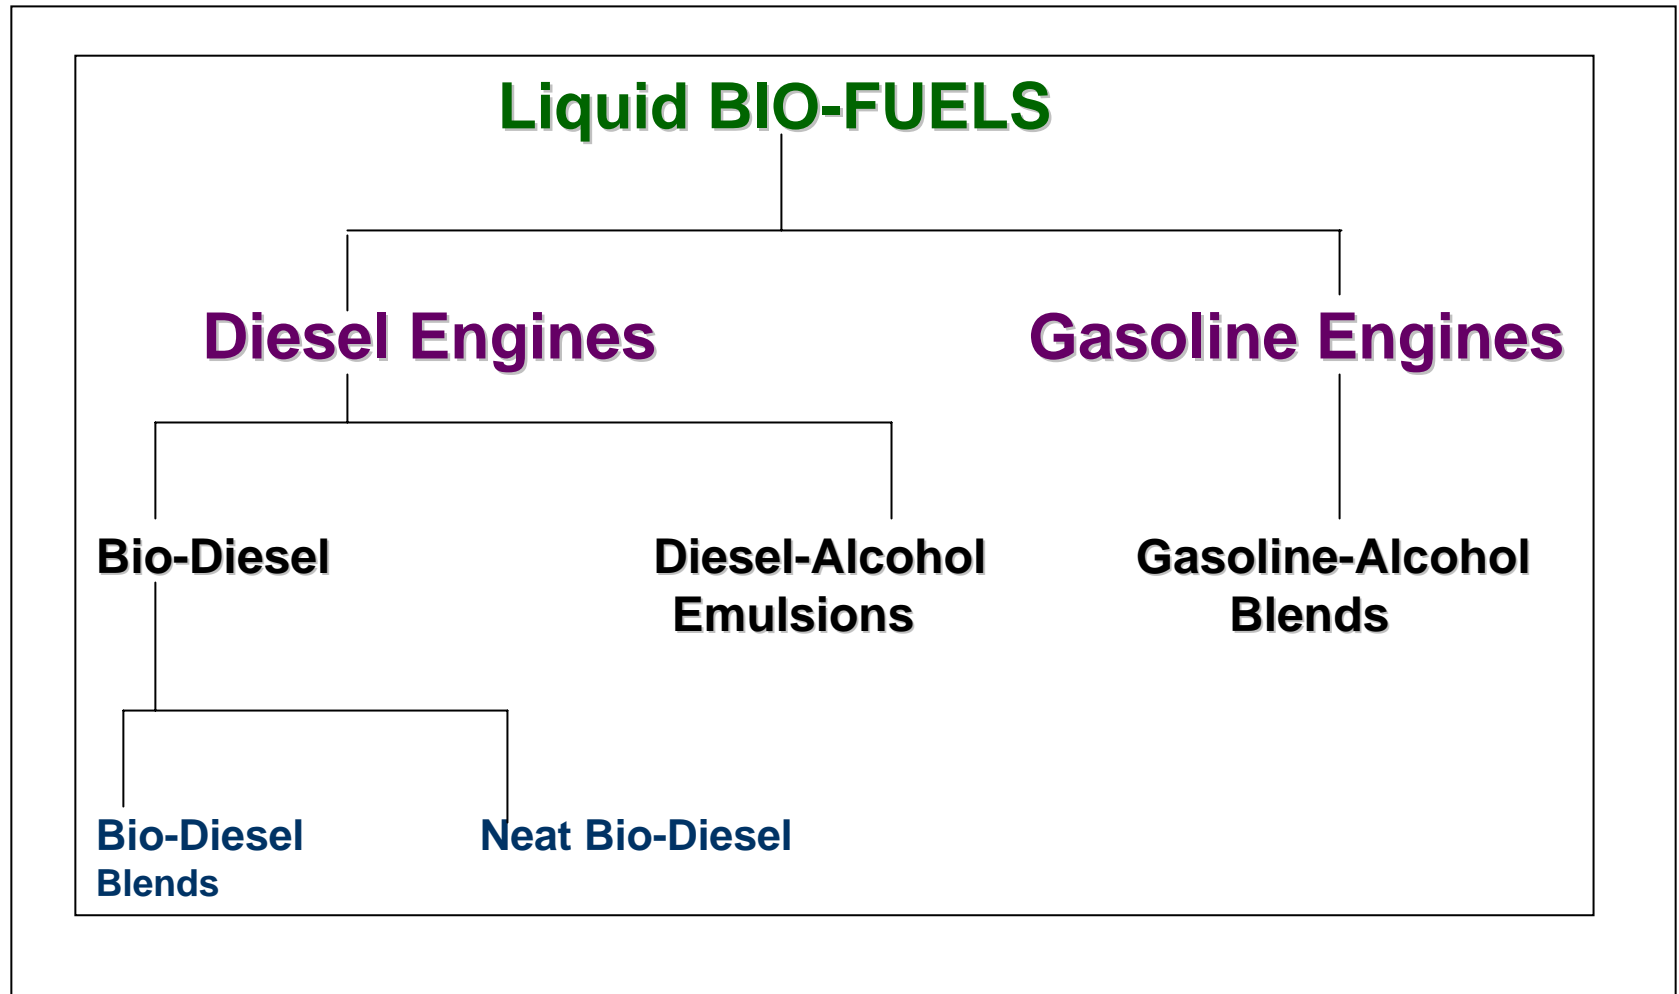 Liquid BIO-FUELS
Diesel Engines
Gasoline Engines
Bio-Diesel
Diesel-Alcohol
Emulsions
Gasoline-Alcohol
Blends
Bio-Diesel
Blends
Neat Bio-Diesel